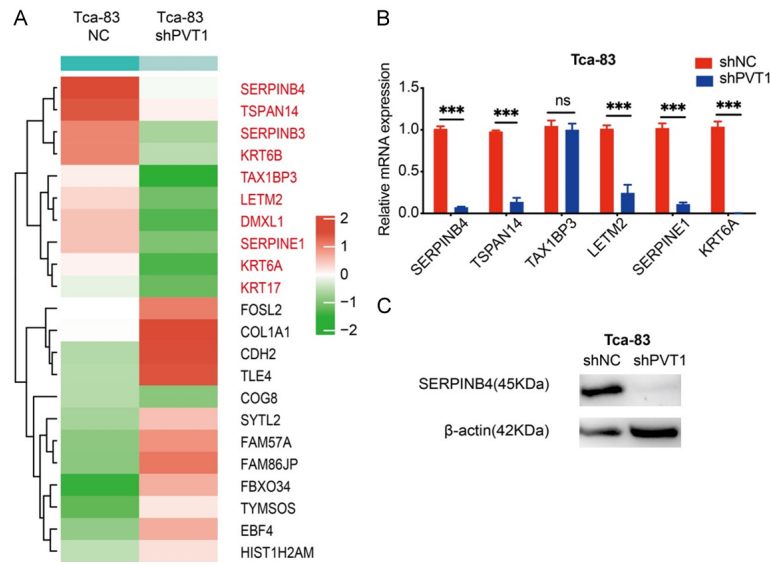 A
Tca-83
NC
Tca-83
shPVT1
SERPINB4
TSPAN14
SERPINB3
KRT6B
TAX1BP3
LETM2
DMXL1
SERPINE1
KRT6A
KRT17
FOSL2
COL1A1
CDH2
TLE4
COG8
SYTL2
FAM57A
FAM86JP
FBXO34
TYMSOS
EBF4
HIST1H2AM
2
1
0
−1
−2
B
Tca-83
shNC
shPVT1
Relative mRNA expression
1.5
1.0
0.5
0.0
*** *** ns *** *** ***
SERPINB4
TSPAN14
TAX1BP3
LETM2
SERPINE1
KRT6A
C
Tca-83
shNC shPVT1
SERPINB4(45KDa)
β-actin(42KDa)